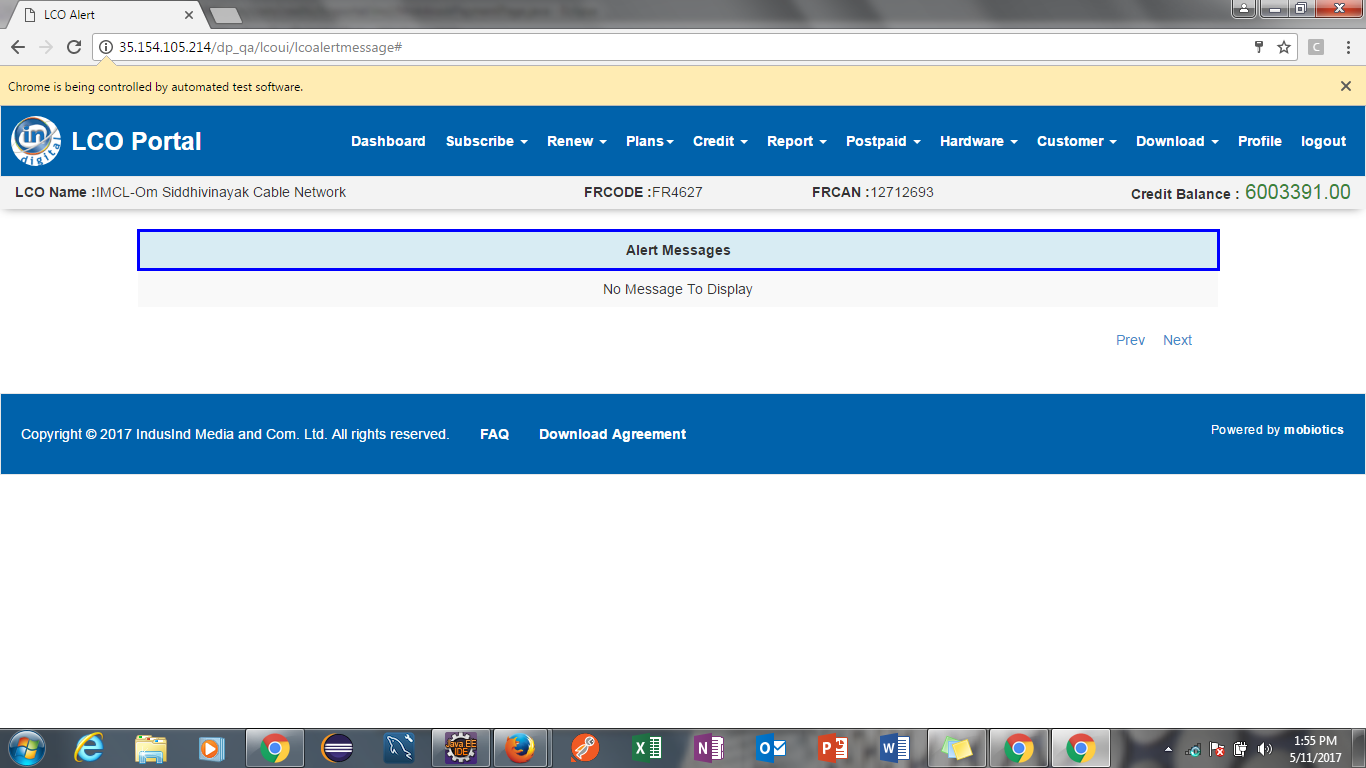 LCO Alert
35.154.105.214/dp_qa/lcoui/lcoalertmessage#
C
Chrome is being controlled by automated test software.
in digital LCO Portal Dashboard Subscribe Renew Plans Credit Report Postpaid Hardware Customer Download Profile logout
LCO Name :IMCL-Om Siddhivinayak Cable Network FRCODE :FR4627 FRCAN :12712693 Credit Balance : 6003391.00
Alert Messages
No Message To Display
Prev Next
Copyright © 2017 IndusInd Media and Com. Ltd. All rights reserved. FAQ Download Agreement Powered by mobiotics
Java EE IDE
1:55 PM
5/11/2017